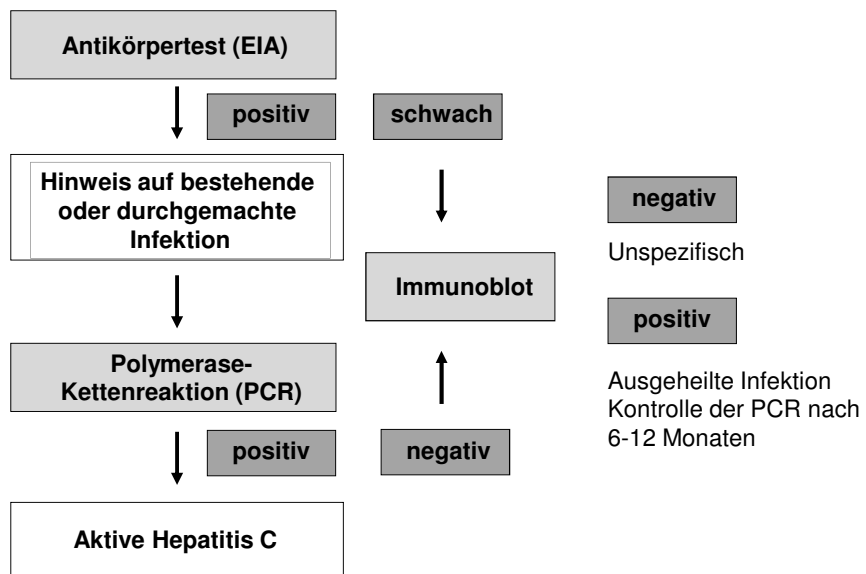 Antikörpertest (EIA)
positiv
schwach
Hinweis auf bestehende
oder durchgemachte
Infektion
negativ
Unspezifisch
Immunoblot
positiv
Polymerase-
Kettenreaktion (PCR)
Ausgeheilte Infektion
Kontrolle der PCR nach
6-12 Monaten
positiv
negativ
Aktive Hepatitis C